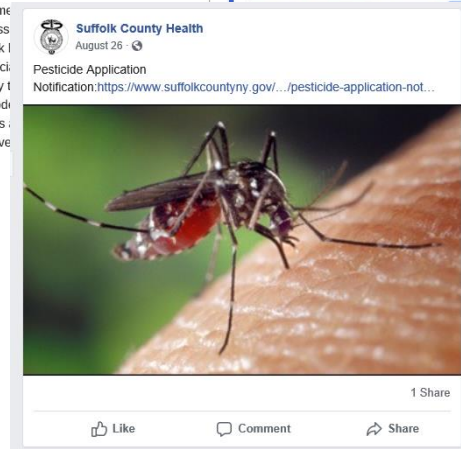 Suffolk County Health
August 26
Pesticide Application
Notification:https://www.suffolkcountyny.gov/.../pesticide-application-not...
1 Share
Like Comment Share